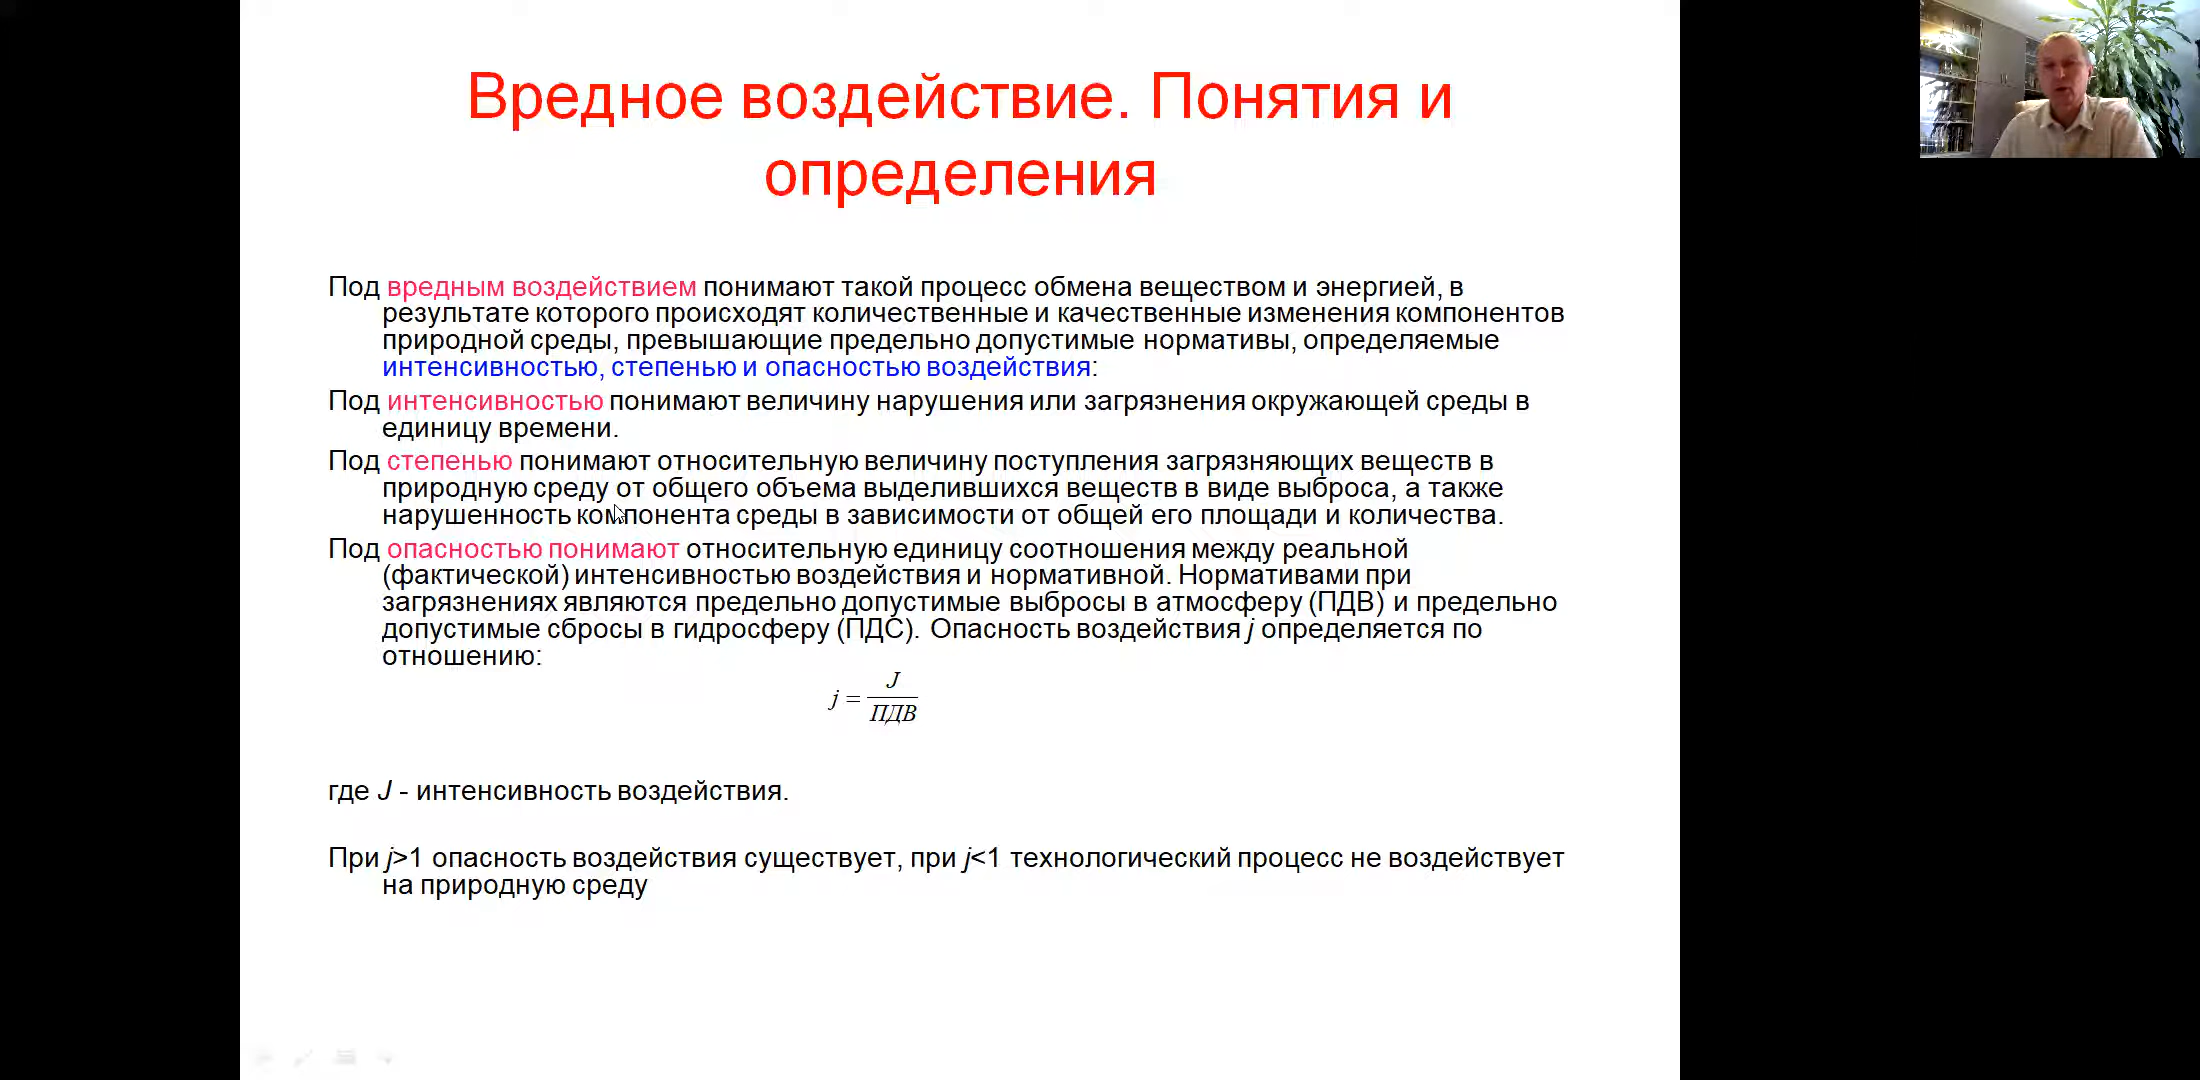 Вредное воздействие. Понятия и
определения
Под вредным воздействием понимают такой процесс обмена веществом и энергией, в
результате которого происходят количественные и качественные изменения компонентов
природной среды, превышающие предельно допустимые нормативы, определяемые
интенсивностью, степенью и опасностью воздействия:
Под интенсивностью понимают величину нарушения или загрязнения окружающей среды в
единицу времени.
Под степенью понимают относительную величину поступления загрязняющих веществ в
природную среду от общего объема выделившихся веществ в виде выброса, а также
нарушенность компонента среды в зависимости от общей его площади и количества.
Под опасностью понимают относительную единицу соотношения между реальной
(фактической) интенсивностью воздействия и нормативной. Нормативами при
загрязнениях являются предельно допустимые выбросы в атмосферу (ПДВ) и предельно
допустимые сбросы в гидросферу (ПДС). Опасность воздействия j определяется по
отношению:
j = J / ПДВ
где J - интенсивность воздействия.
При j>1 опасность воздействия существует, при j<1 технологический процесс не воздействует
на природную среду